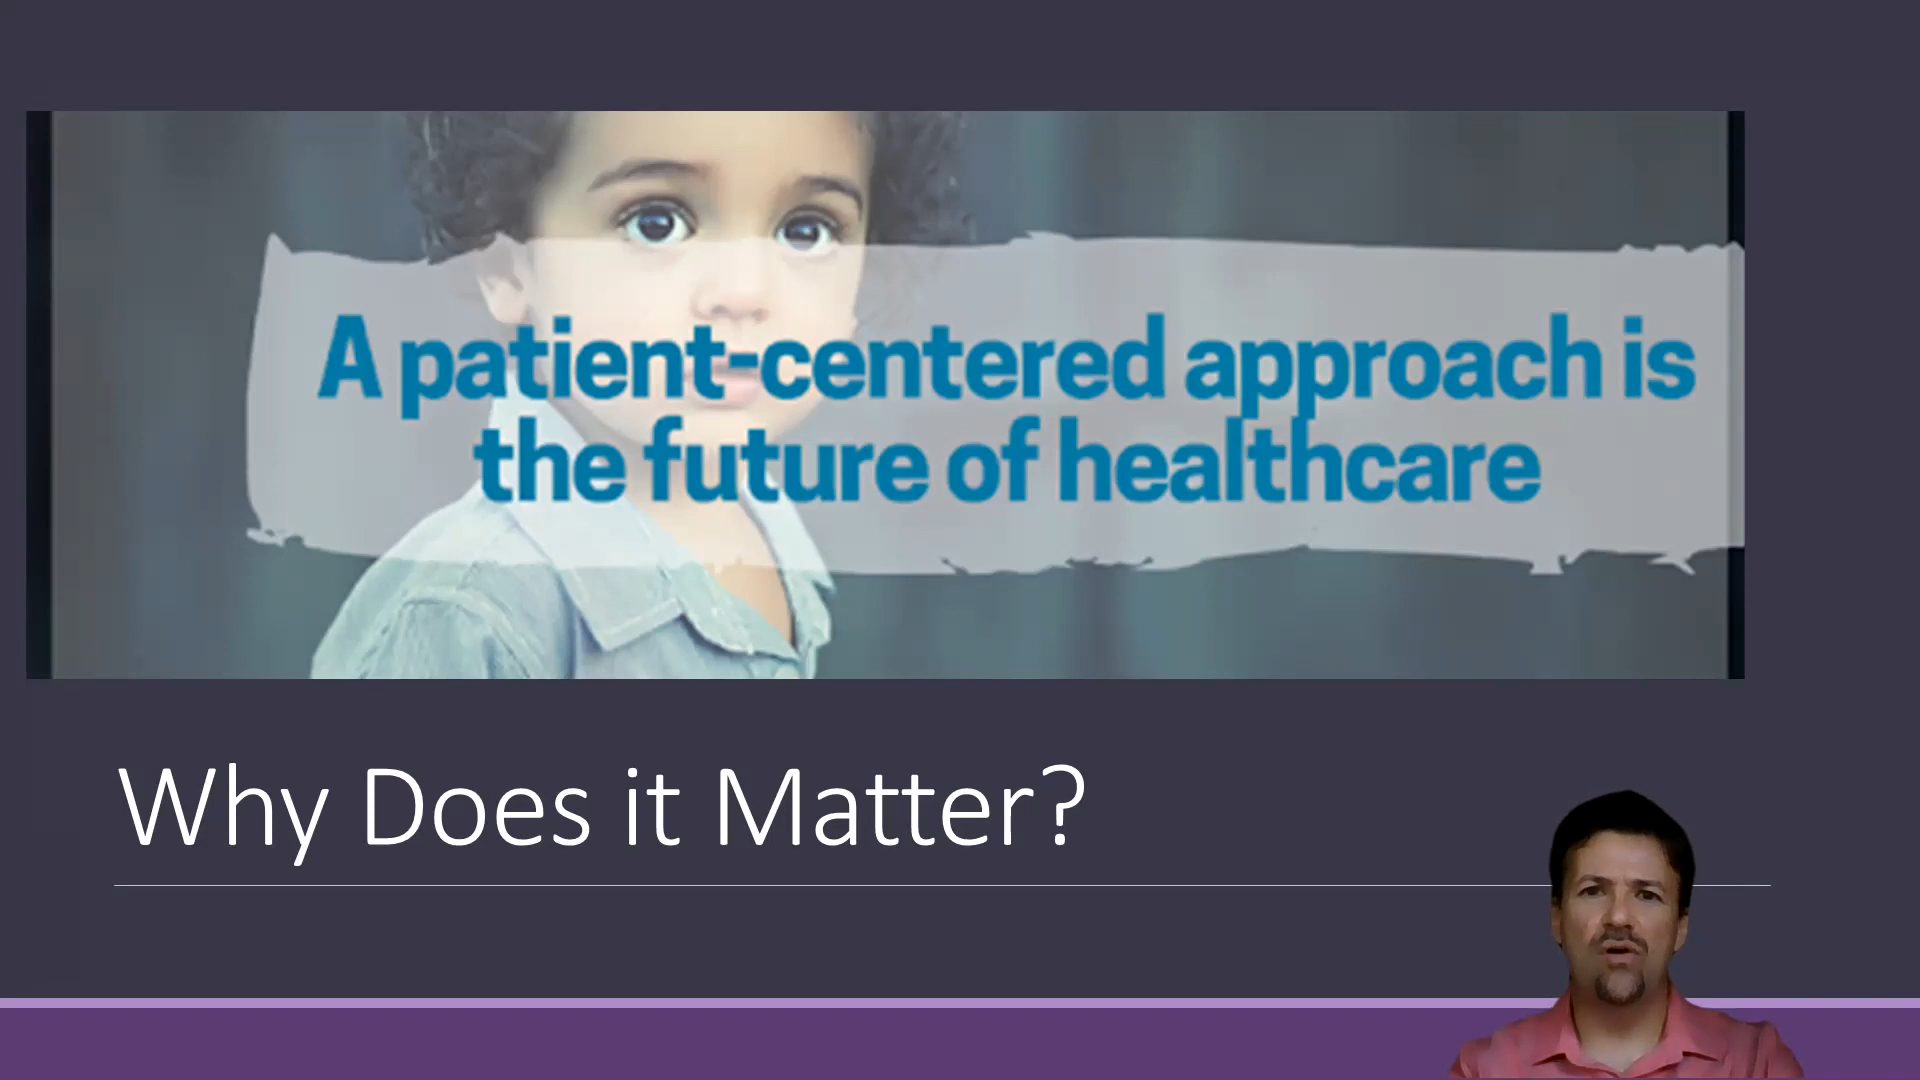 A patient-centered approach is
the future of healthcare
Why Does it Matter?